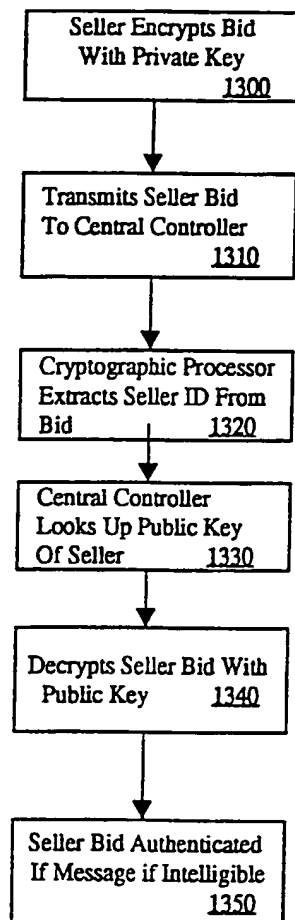 Seller Encrypts Bid
With Private Key
1300
Transmits Seller Bid
To Central Controller
1310
Cryptographic Processor
Extracts Seller ID From
Bid 1320
Central Controller
Looks Up Public Key
Of Seller 1330
Decrypts Seller Bid With
Public Key 1340
Seller Bid Authenticated
If Message if Intelligible
1350